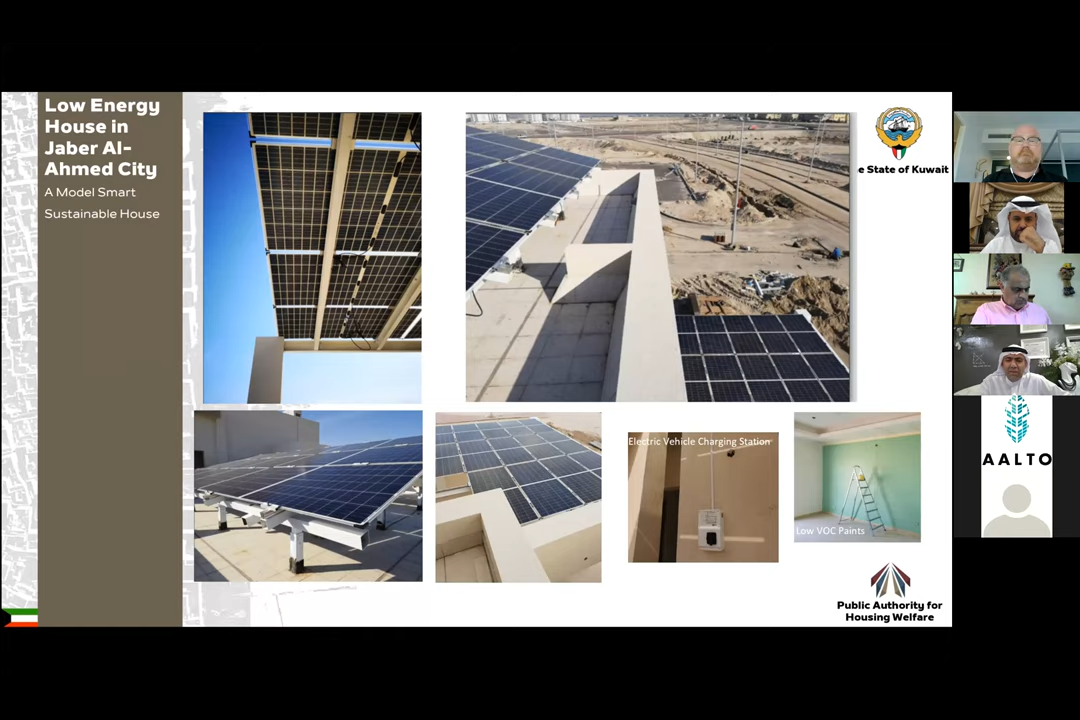 Low Energy
House in
Jaber Al-
Ahmed City
A Model Smart
Sustainable House
e State of Kuwait
Electric Vehicle Charging Station
Low VOC Paints
Public Authority for
Housing Welfare
AALTO